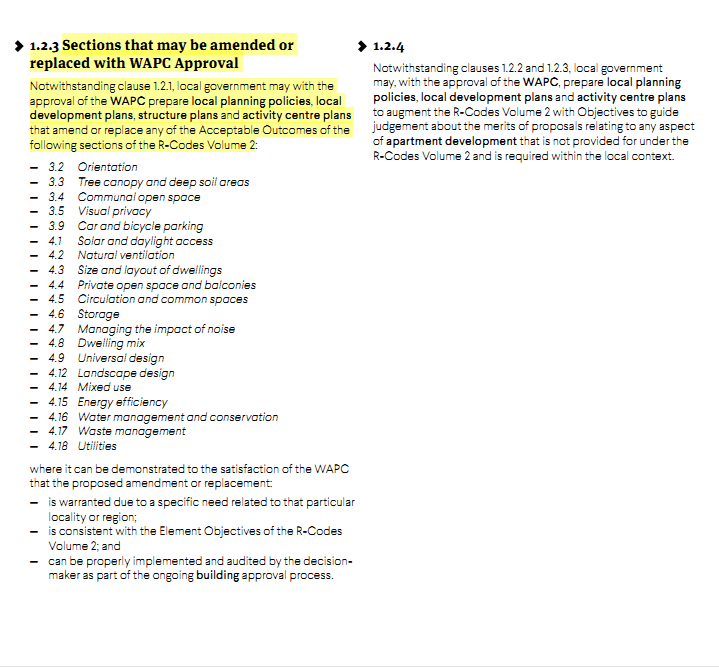 1.2.3 Sections that may be amended or
replaced with WAPC Approval
Notwithstanding clause 1.2.1, local government may with the
approval of the WAPC prepare local planning policies, local
development plans, structure plans and activity centre plans
that amend or replace any of the Acceptable Outcomes of the
following sections of the R-Codes Volume 2:
– 3.2 Orientation
– 3.3 Tree canopy and deep soil areas
– 3.4 Communal open space
– 3.5 Visual privacy
– 3.9 Car and bicycle parking
– 4.1 Solar and daylight access
– 4.2 Natural ventilation
– 4.3 Size and layout of dwellings
– 4.4 Private open space and balconies
– 4.5 Circulation and common spaces
– 4.6 Storage
– 4.7 Managing the impact of noise
– 4.8 Dwelling mix
– 4.9 Universal design
– 4.12 Landscape design
– 4.14 Mixed use
– 4.15 Energy efficiency
– 4.16 Water management and conservation
– 4.17 Waste management
– 4.18 Utilities
where it can be demonstrated to the satisfaction of the WAPC
that the proposed amendment or replacement:
– is warranted due to a specific need related to that particular
locality or region;
– is consistent with the Element Objectives of the R-Codes
Volume 2; and
– can be properly implemented and audited by the decision-
maker as part of the ongoing building approval process.
1.2.4
Notwithstanding clauses 1.2.2 and 1.2.3, local government
may, with the approval of the WAPC, prepare local planning
policies, local development plans and activity centre plans
to augment the R-Codes Volume 2 with Objectives to guide
judgement about the merits of proposals relating to any aspect
of apartment development that is not provided for under the
R-Codes Volume 2 and is required within the local context.